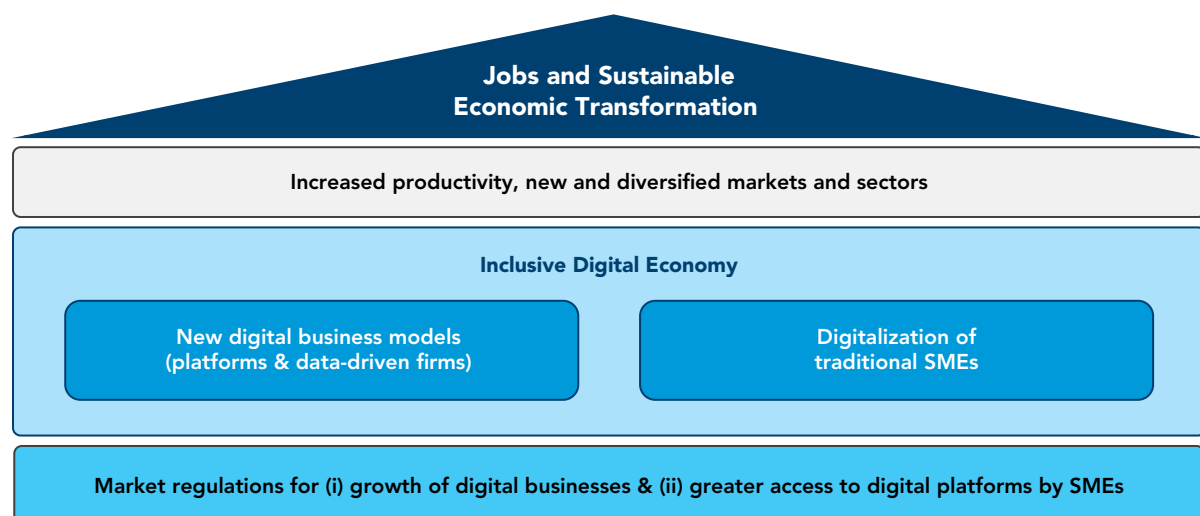 Jobs and Sustainable
Economic Transformation
Increased productivity, new and diversified markets and sectors
Inclusive Digital Economy
New digital business models
(platforms & data-driven firms)
Digitalization of
traditional SMEs
Market regulations for (i) growth of digital businesses & (ii) greater access to digital platforms by SMEs